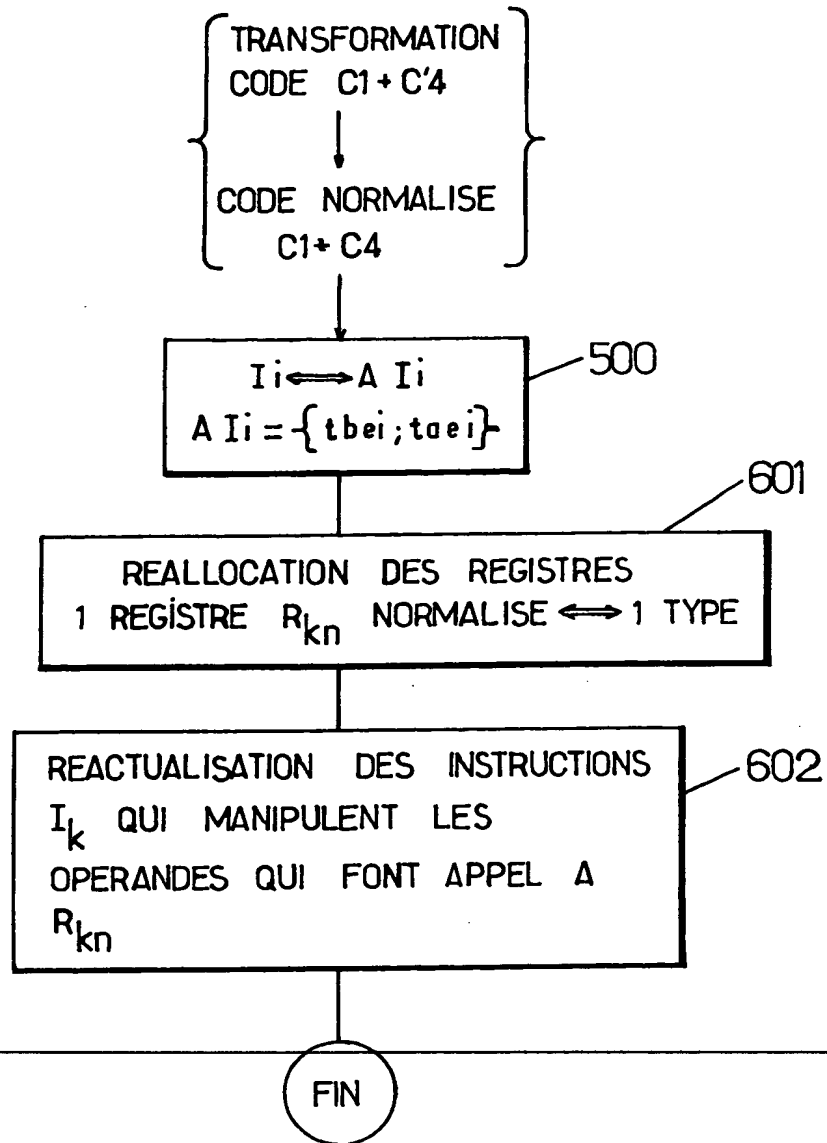 TRANSFORMATION
CODE C1 + C'4
CODE NORMALISE
C1 + C4
Ii ⟺ A Ii
A Ii = {tbei ; taei}
500
601
REALLOCATION DES REGISTRES
1 REGISTRE Rkn NORMALISE ⟺ 1 TYPE
REACTUALISATION DES INSTRUCTIONS
Ik QUI MANIPULENT LES
OPERANDES QUI FONT APPEL A
Rkn
602
FIN